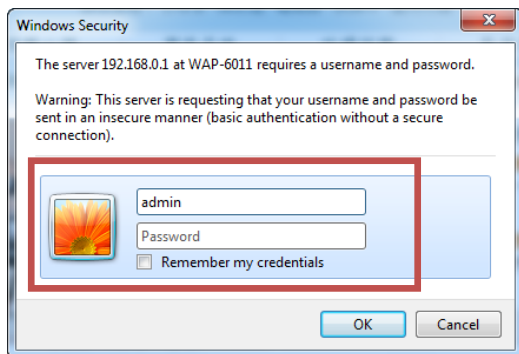 Windows Security
The server 192.168.0.1 at WAP-6011 requires a username and password.
Warning: This server is requesting that your username and password be
sent in an insecure manner (basic authentication without a secure
connection).
admin
Password
Remember my credentials
OK
Cancel